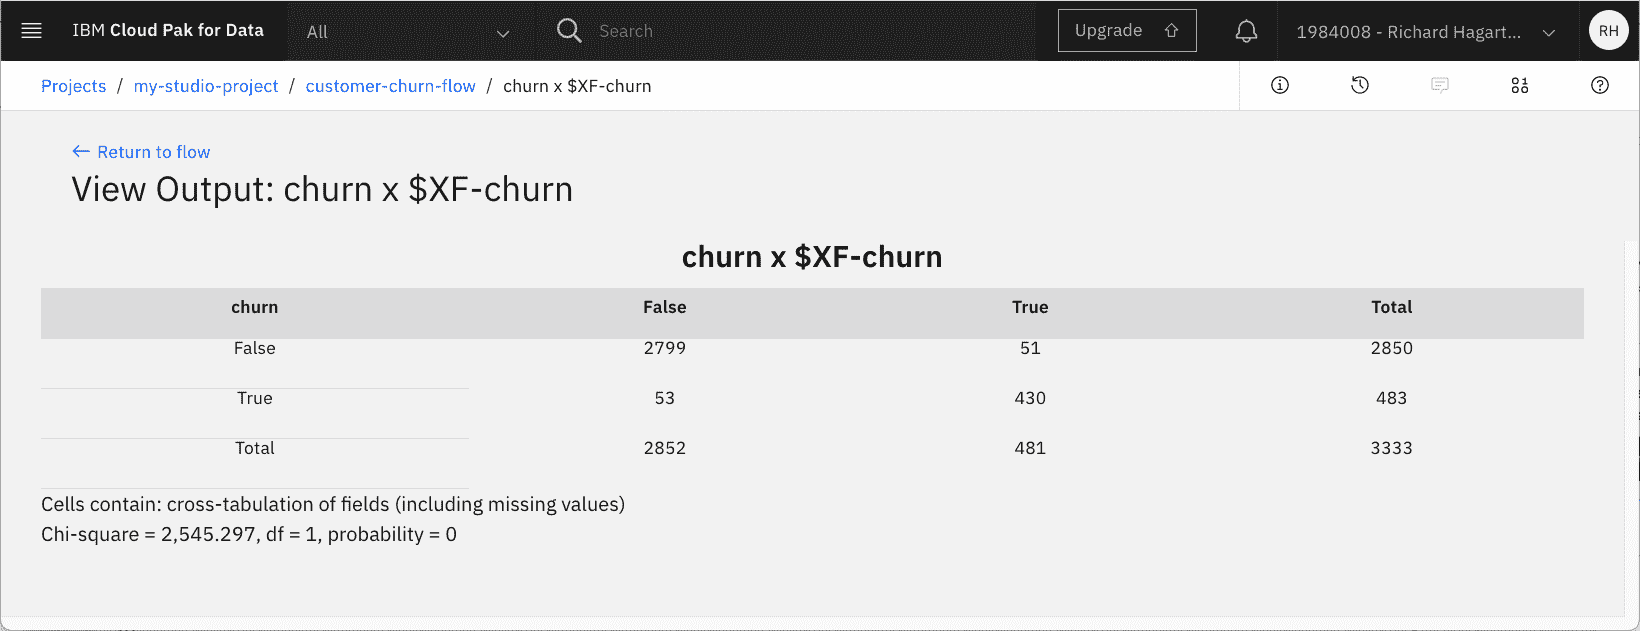 IBM Cloud Pak for Data All Search Upgrade 1984008 - Richard Hagart... RH
Projects / my-studio-project / customer-churn-flow / churn x $XF-churn
Return to flow
View Output: churn x $XF-churn
churn x $XF-churn
churn False True Total
False 2799 51 2850
True 53 430 483
Total 2852 481 3333
Cells contain: cross-tabulation of fields (including missing values)
Chi-square = 2,545.297, df = 1, probability = 0